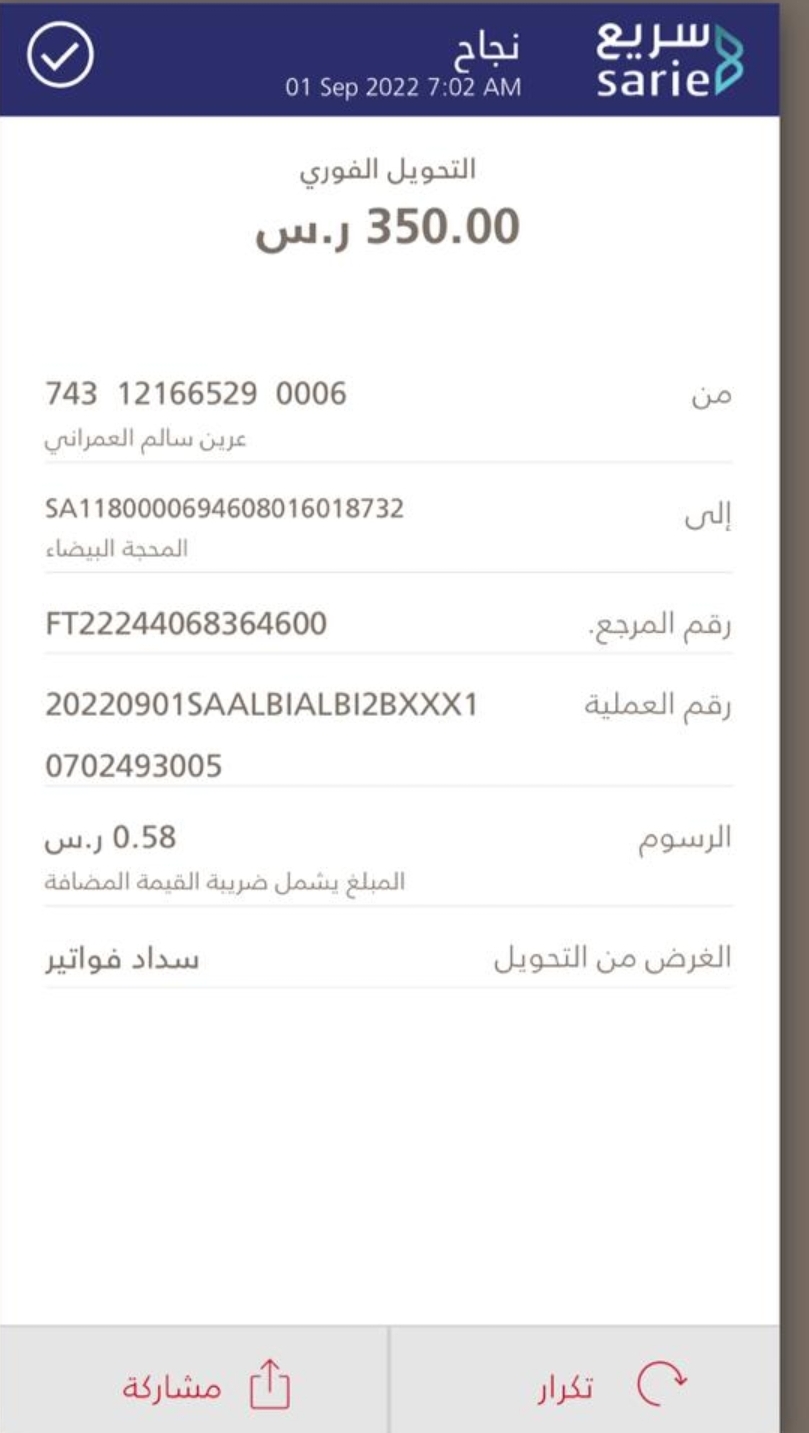 سريع
sarie
نجاح
01 Sep 2022 7:02 AM
التحويل الفوري
350.00 ر.س
من
743 12166529 0006
عرين سالم العمراني
إلى
SA1180000694608016018732
المحجة البيضاء
رقم المرجع.
FT22244068364600
رقم العملية
20220901SAALBIALBI2BXXX1
0702493005
الرسوم
0.58 ر.س
المبلغ يشمل ضريبة القيمة المضافة
الغرض من التحويل
سداد فواتير
تكرار
مشاركة